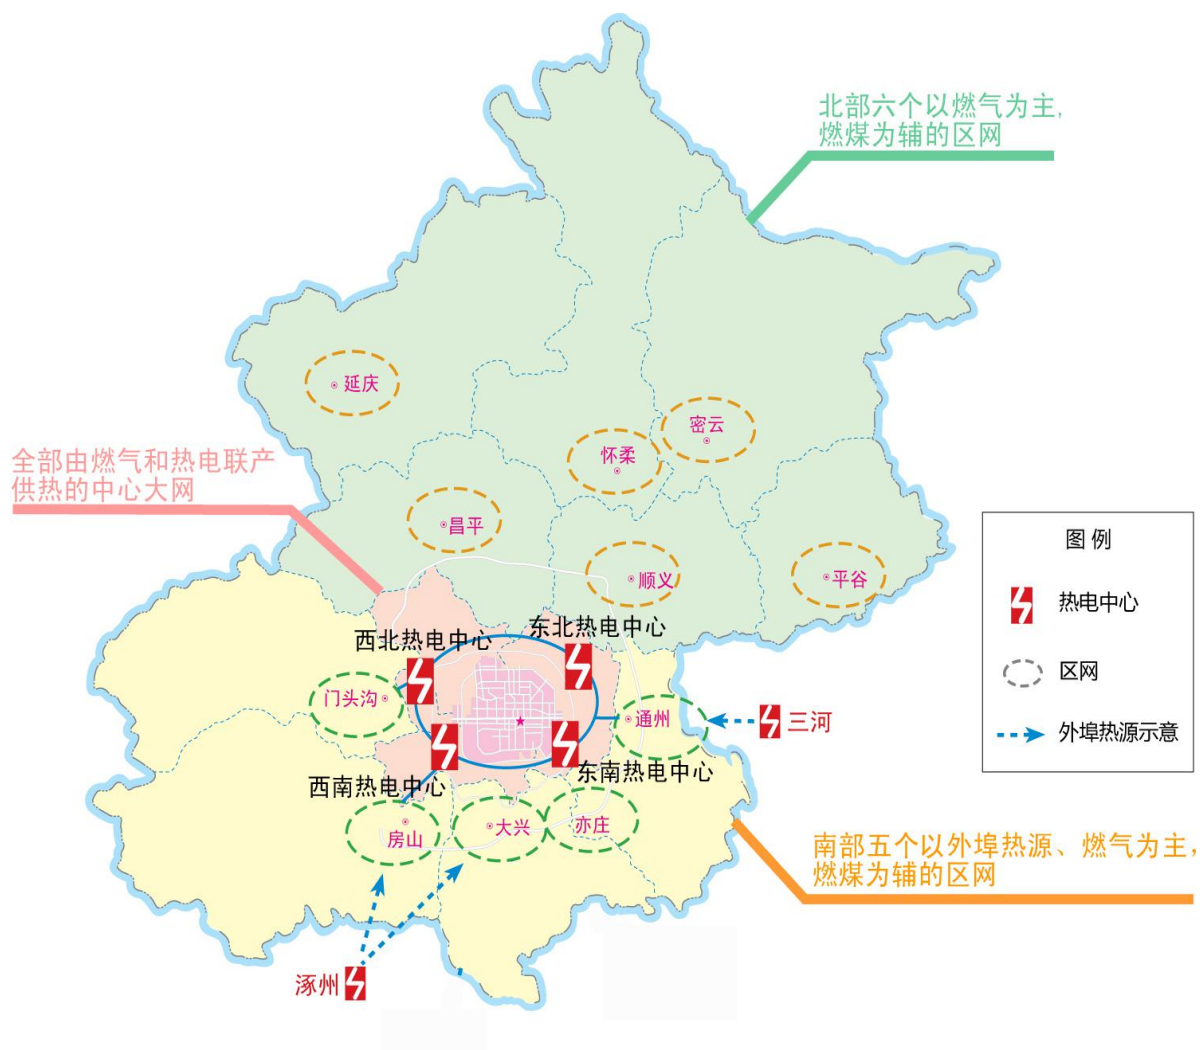 北部六个以燃气为主,
燃煤为辅的区网
延庆
密云
怀柔
全部由燃气和热电联产
供热的中心大网
昌平
顺义
平谷
图例
热电中心
区网
外埠热源示意
西北热电中心
东北热电中心
门头沟
通州
三河
西南热电中心
东南热电中心
房山
大兴
亦庄
南部五个以外埠热源、燃气为主,
燃煤为辅的区网
涿州